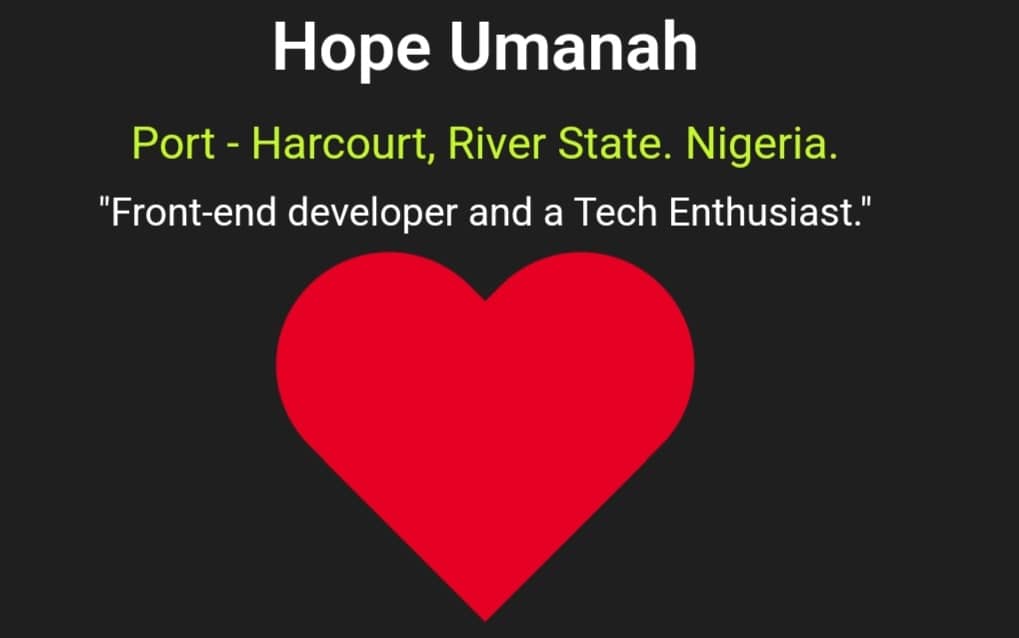 Hope Umanah
Port - Harcourt, River State. Nigeria.
"Front-end developer and a Tech Enthusiast."